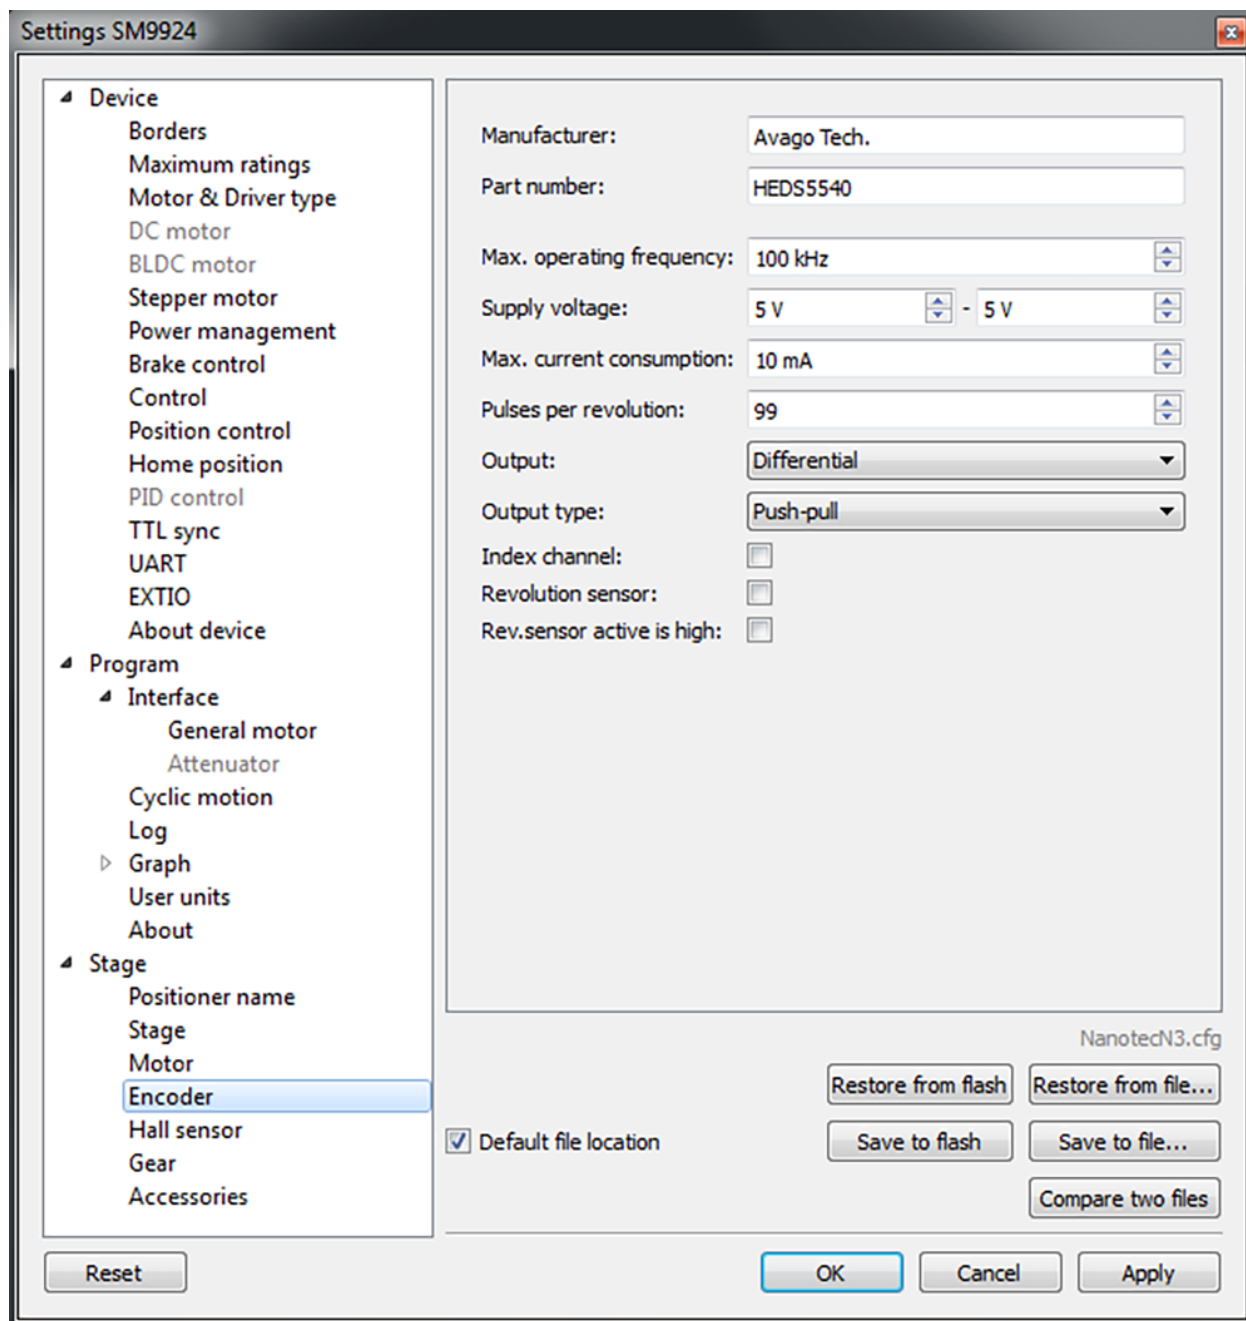 Settings SM9924
Device
Borders
Maximum ratings
Motor & Driver type
DC motor
BLDC motor
Stepper motor
Power management
Brake control
Control
Position control
Home position
PID control
TTL sync
UART
EXTIO
About device
Program
Interface
General motor
Attenuator
Cyclic motion
Log
Graph
User units
About
Stage
Positioner name
Stage
Motor
Encoder
Hall sensor
Gear
Accessories
Manufacturer: Avago Tech.
Part number: HEDS5540
Max. operating frequency: 100 kHz
Supply voltage: 5 V - 5 V
Max. current consumption: 10 mA
Pulses per revolution: 99
Output: Differential
Output type: Push-pull
Index channel:
Revolution sensor:
Rev.sensor active is high:
NanotecN3.cfg
Restore from flash Restore from file...
Default file location Save to flash Save to file...
Compare two files
Reset OK Cancel Apply